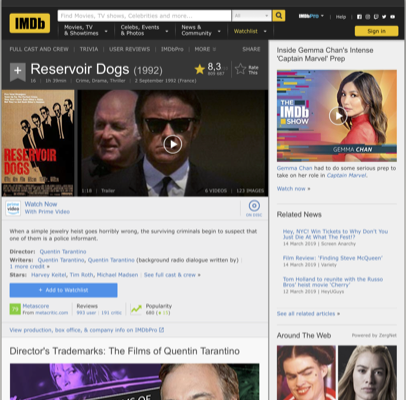 IMDb
Find Movies, TV shows, Celebrities and more...
All
IMDbPro
Help
Movies, TV
& Showtimes
Celebs, Events
& Photos
News &
Community
Watchlist
Sign in
FULL CAST AND CREW | TRIVIA | USER REVIEWS | IMDbPro | MORE
SHARE
Reservoir Dogs (1992)
8,3
Rate
This
18 | 1h 39min | Crime, Drama, Thriller | 2 September 1992 (France)
RESERVOIR
DOGS
1:16 | Trailer
6 VIDEOS | 123 IMAGES
Watch Now
With Prime Video
ON DISC
When a simple jewelry heist goes horribly wrong, the surviving criminals begin to suspect that
one of them is a police informant.
Director: Quentin Tarantino
Writers: Quentin Tarantino, Quentin Tarantino (background radio dialogue written by) |
1 more credit »
Stars: Harvey Keitel, Tim Roth, Michael Madsen | See full cast & crew »
+ Add to Watchlist
Metascore
From metacritic.com
Reviews
993 user | 191 critic
Popularity
View production, box office, & company info on IMDbPro
Director's Trademarks: The Films of Quentin Tarantino
Inside Gemma Chan's Intense
'Captain Marvel' Prep
THE
IMDb
SHOW
GEMMA CHAN
Gemma Chan had to do some serious prep to
take on her role in Captain Marvel.
Watch now »
Related News
Hey, NYC! Win Tickets to Why Don't You
Just Die At What The Fest!?
14 March 2019 | Screen Anarchy
Film Review: 'Finding Steve McQueen'
14 March 2019 | Variety
Tom Holland to reunite with the Russo
Bros' heist movie 'Cherry'
12 March 2019 | HeyUGuys
See all related articles »
Around The Web
Powered by ZergNet